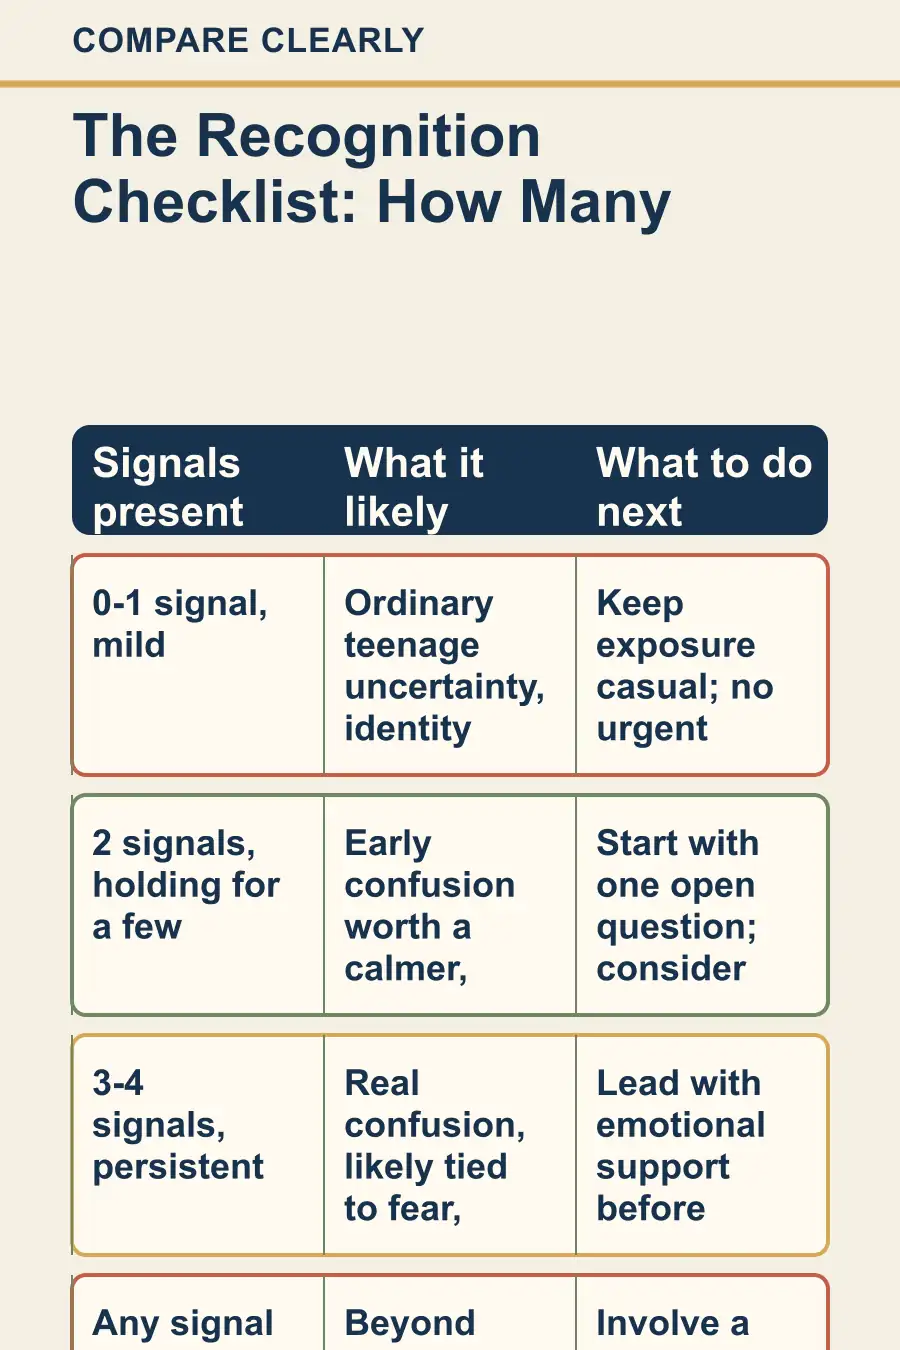 COMPARE CLEARLY
The Recognition
Checklist: How Many
Signals
present
What it
likely
What to do
next
0-1 signal,
mild
Ordinary
teenage
uncertainty,
identity
Keep
exposure
casual; no
urgent
2 signals,
holding for
a few
Early
confusion
worth a
calmer,
Start with
one open
question;
consider
3-4
signals,
persistent
Real
confusion,
likely tied
to fear,
Lead with
emotional
support
before
Any signal
Beyond
Involve a